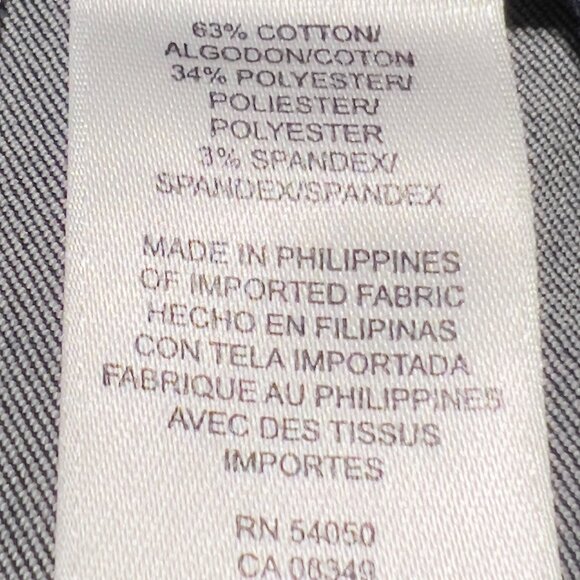 63% COTTON/
ALGODON/COTON
34% POLYESTER/
POLIESTER/
POLYESTER
3% SPANDEX/
SPANDEX/SPANDEX
MADE IN PHILIPPINES
OF IMPORTED FABRIC
HECHO EN FILIPINAS
CON TELA IMPORTADA
FABRIQUE AU PHILIPPINES
AVEC DES TISSUS
IMPORTES
RN 54050
CA 08349